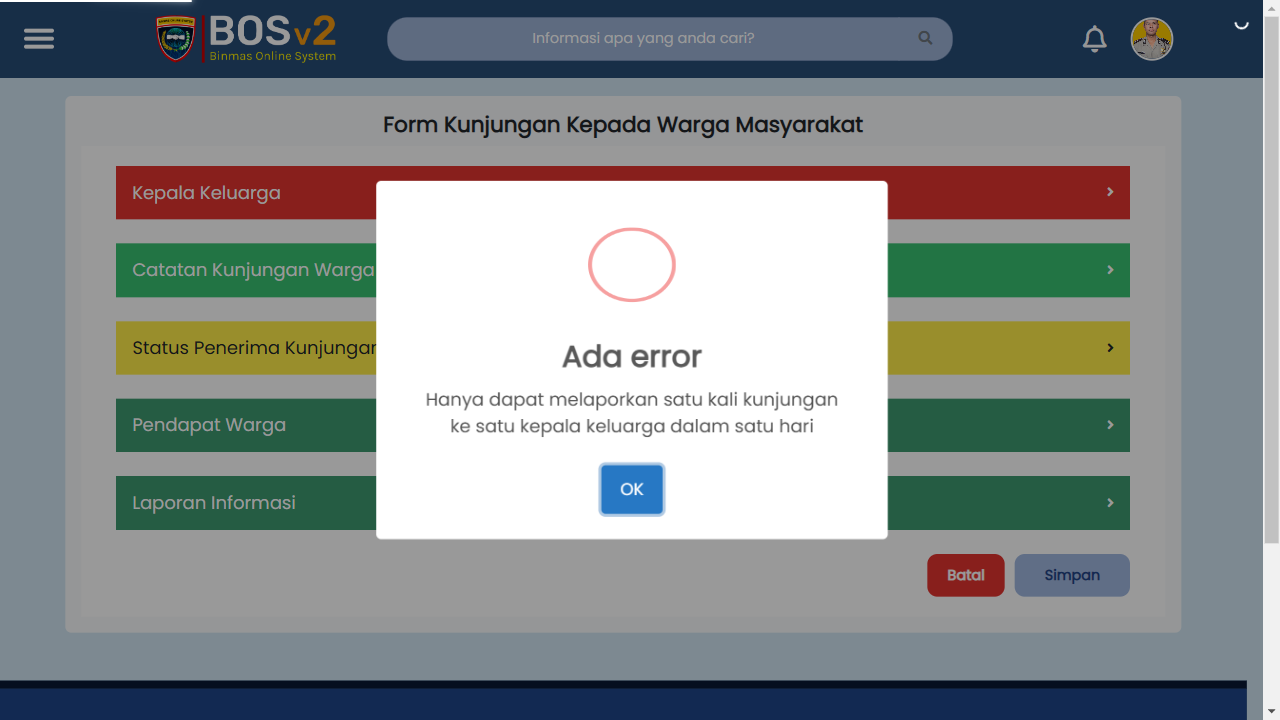 BOSv2
Binmas Online System
Informasi apa yang anda cari?
Form Kunjungan Kepada Warga Masyarakat
Kepala Keluarga
Catatan Kunjungan Warga
Status Penerima Kunjungan
Pendapat Warga
Laporan Informasi
Ada error
Hanya dapat melaporkan satu kali kunjungan
ke satu kepala keluarga dalam satu hari
OK
Batal
Simpan